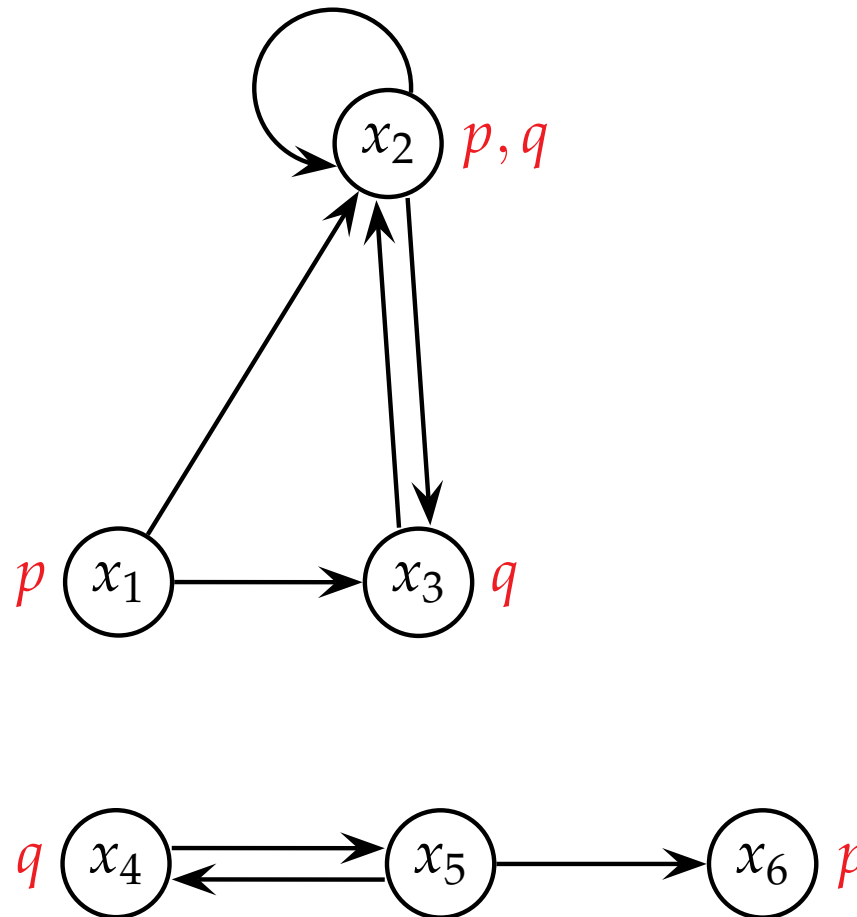 x₂ p, q
p x₁ x₃ q
q x₄ x₅ x₆ p